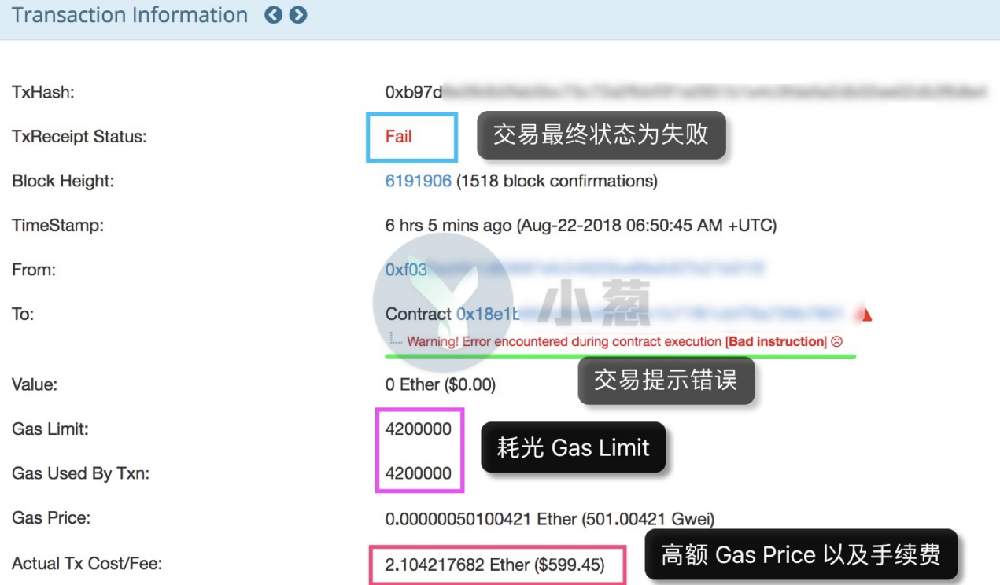 Transaction Information
TxHash: 0xb97d
TxReceipt Status: Fail 交易最终状态为失败
Block Height: 6191906 (1518 block confirmations)
TimeStamp: 6 hrs 5 mins ago (Aug-22-2018 06:50:45 AM +UTC)
From: 0xf03
To: Contract 0x18e1b
小葱
Warning! Error encountered during contract execution [Bad instruction]
交易提示错误
Value: 0 Ether ($0.00)
Gas Limit: 4200000
耗光 Gas Limit
Gas Used By Txn: 4200000
Gas Price: 0.00000050100421 Ether (501.00421 Gwei)
高额 Gas Price 以及手续费
Actual Tx Cost/Fee: 2.104217682 Ether ($599.45)